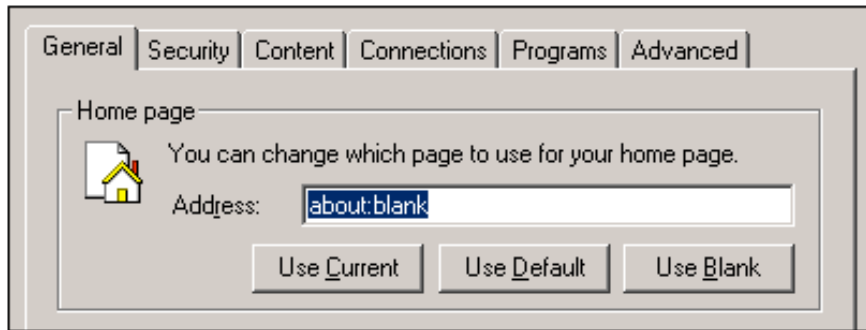 General Security Content Connections Programs Advanced
Home page
You can change which page to use for your home page.
Address: about:blank
Use Current Use Default Use Blank